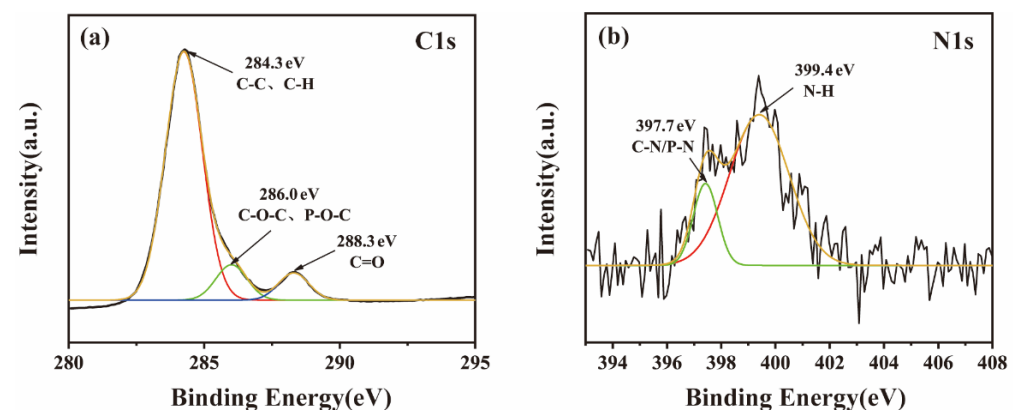 (a)
C1s
284.3 eV
C-C、C-H
286.0 eV
C-O-C、P-O-C
288.3 eV
C=O
Intensity(a.u.)
280
285
290
295
Binding Energy(eV)
(b)
N1s
399.4 eV
N-H
397.7 eV
C-N/P-N
Intensity(a.u.)
394
396
398
400
402
404
406
408
Binding Energy(eV)